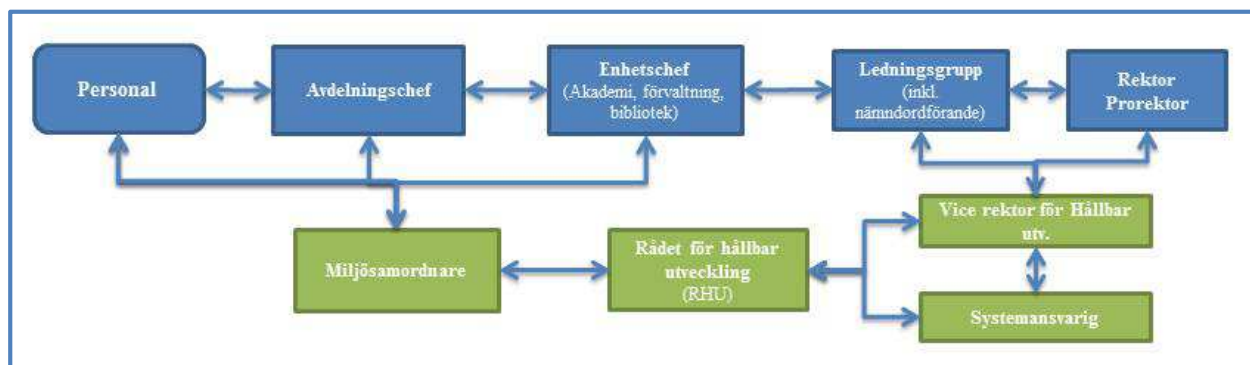 Personal
Avdelningschef
Enhetschef
(Akademi, förvaltning,
bibliotek)
Ledningsgrupp
(inkl.
nämndordförande)
Rektor
Prorektor
Miljösamordnare
Rådet för hållbar
utveckling
(RHU)
Vice rektor för Hållbar
utv.
Systemansvarig